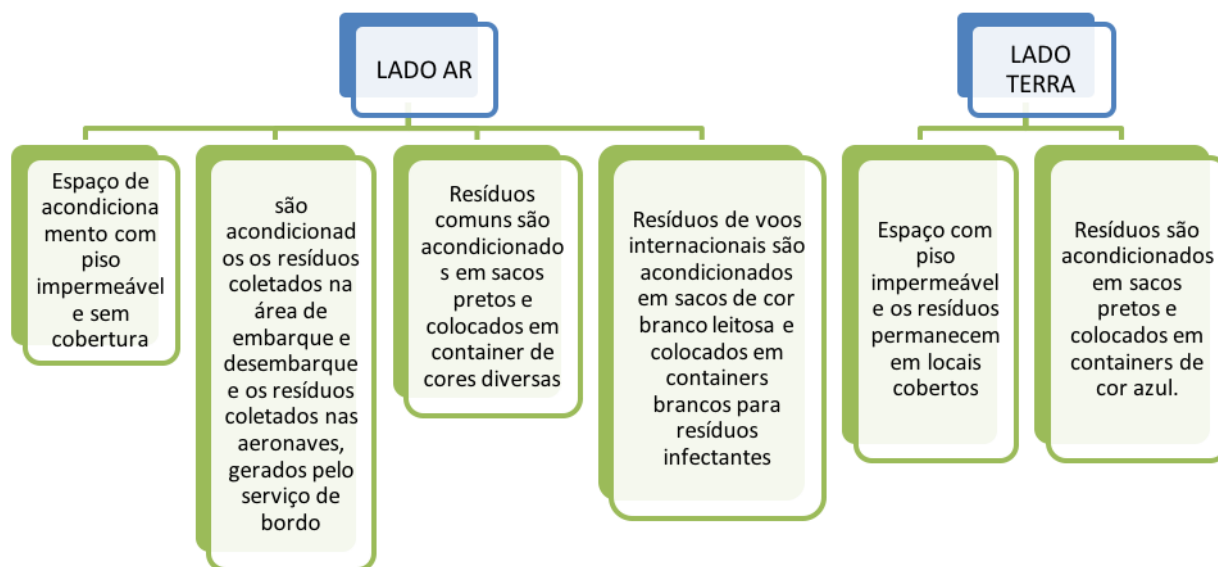 LADO AR
Espaço de
acondiciona
mento com
piso
impermeável
e sem
cobertura
são
acondicionad
os os resíduos
coletados na
área de
embarque e
desembarque
e os resíduos
coletados nas
aeronaves,
gerados pelo
serviço de
bordo
Resíduos
comuns são
acondicionado
s em sacos
pretos e
colocados em
container de
cores diversas
Resíduos de voos
internacionais são
acondicionados
em sacos de cor
branco leitosa e
colocados em
containers
brancos para
resíduos
infectantes
LADO
TERRA
Espaço com
piso
impermeável
e os resíduos
permanecem
em locais
cobertos
Resíduos são
acondicionados
em sacos
pretos e
colocados em
containers de
cor azul.